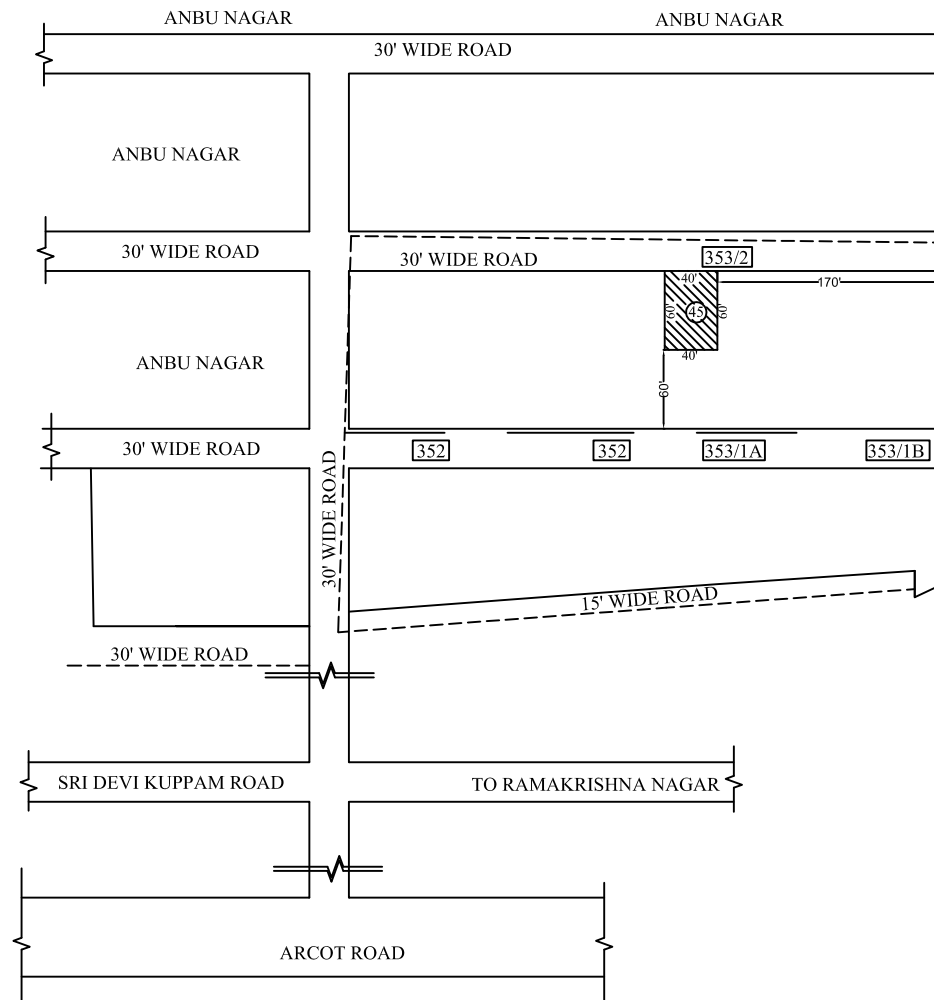 ANBU NAGAR
ANBU NAGAR
30' WIDE ROAD
ANBU NAGAR
30' WIDE ROAD
30' WIDE ROAD
353/2
40'
170'
60'
45
60'
40'
ANBU NAGAR
60'
30' WIDE ROAD
352
352
353/1A
353/1B
30' WIDE ROAD
15' WIDE ROAD
30' WIDE ROAD
SRI DEVI KUPPAM ROAD
TO RAMAKRISHNA NAGAR
ARCOT ROAD